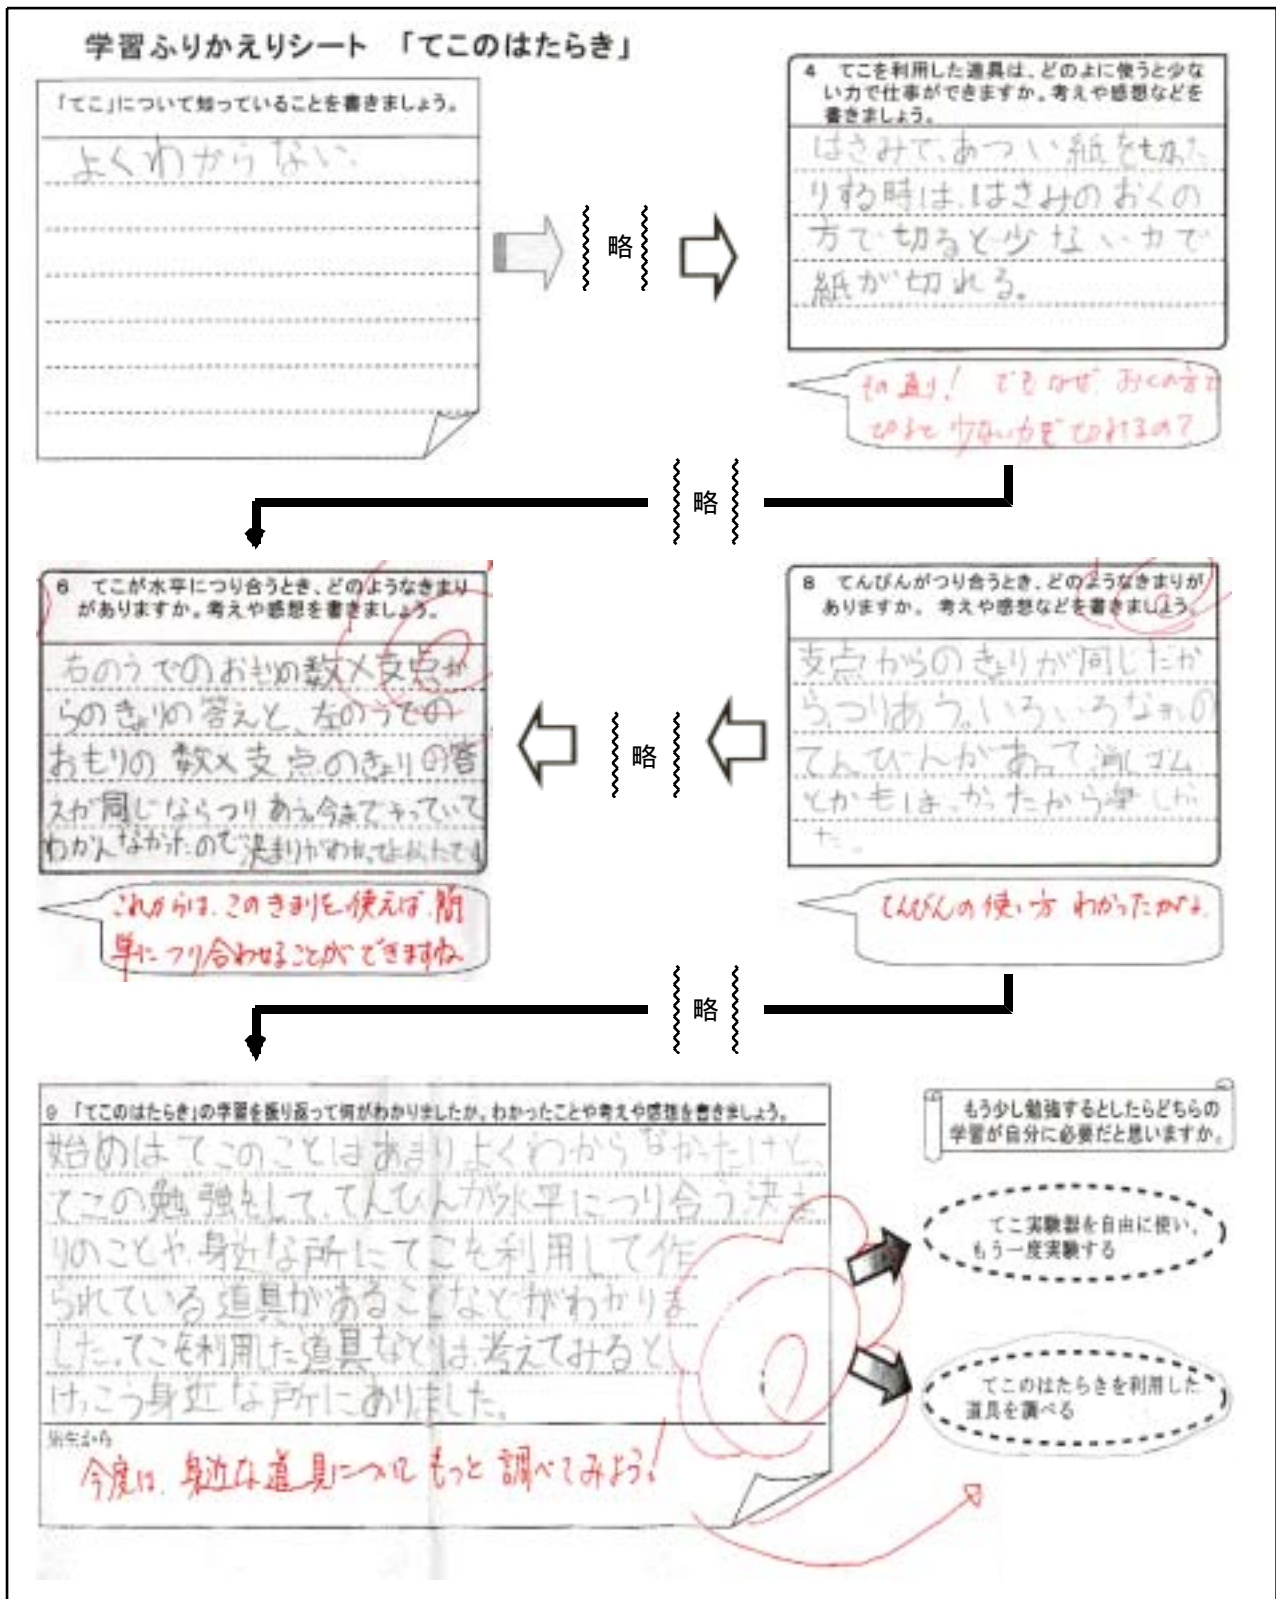 学習ふりかえりシート 「てこのはたらき」
「てこ」について知っていることを書きましょう。
よくわからない。
略
4 てこを利用した道具は、どのよに使うと少な
い力で仕事ができますか。考えや感想などを
書きましょう。
はさみで、あつい紙を切った
りする時は、はさみのおくの
方で切ると少ない力で
紙が切れる。
その通り! でもなぜ、おくの方で
切ると少ない力で切れるの?
略
6 てこが水平につり合うとき、どのようなきまり
がありますか。考えや感想を書きましょう。
右のうでのおもりの数×支点か
らのきょりの答えと、左のうでの
おもりの数×支点のきょりの答
えが同じならつりあう。今までやっていて
わかんなかったので決まりがわかってよかったです
これからは、このきまりを使えば、簡
単につり合わせることができますね
略
8 てんびんがつり合うとき、どのようなきまりが
ありますか。考えや感想などを書きましょう。
支点からのきょりが同じだか
ら、つりあう。いろいろな
てんびんがあって消しゴム
とかもはかったから楽しか
た。
てんびんの使い方 わかったかな。
略
9 「てこのはたらき」の学習を振り返って何がわかりましたか。わかったことや考えや感想を書きましょう。
始めはてこのことはあまりよくわからなかったけど、
てこの勉強をして、てんびんが水平につり合う決ま
りのことや、身近な所にてこを利用して作
られている道具があることなどがわかりま
した。てこを利用した道具などは、考えてみると
けっこう身近な所にありました。
先生から
今度は、身近な道具について もっと 調べてみよう!
もう少し勉強するとしたらどちらの
学習が自分に必要だと思いますか。
てこ実験器を自由に使い、
もう一度実験する
てこのはたらきを利用した
道具を調べる